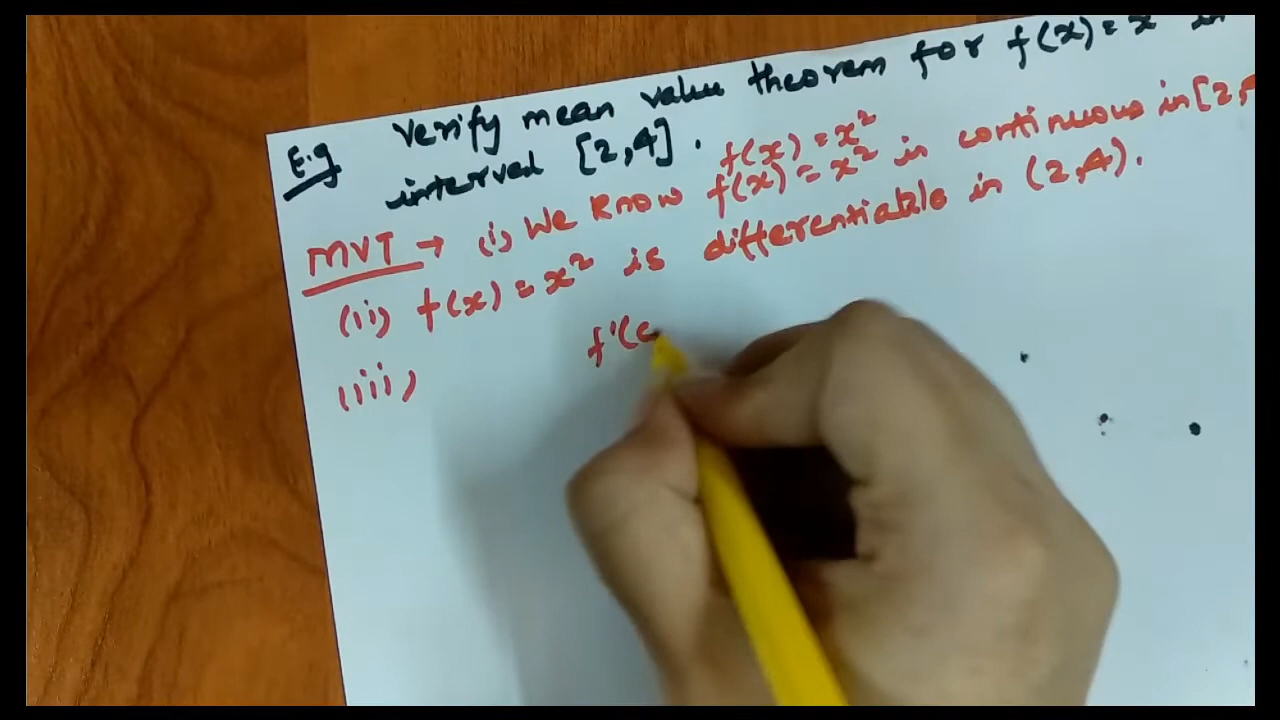 E.g Verify mean value theorem for f(x) = x in
interval [2,4].
f(x) = x²
MVT → (i) We know f(x) = x² is continuous in [2,
(ii) f(x) = x² is differentiable in (2,4).
(iii) f'(c